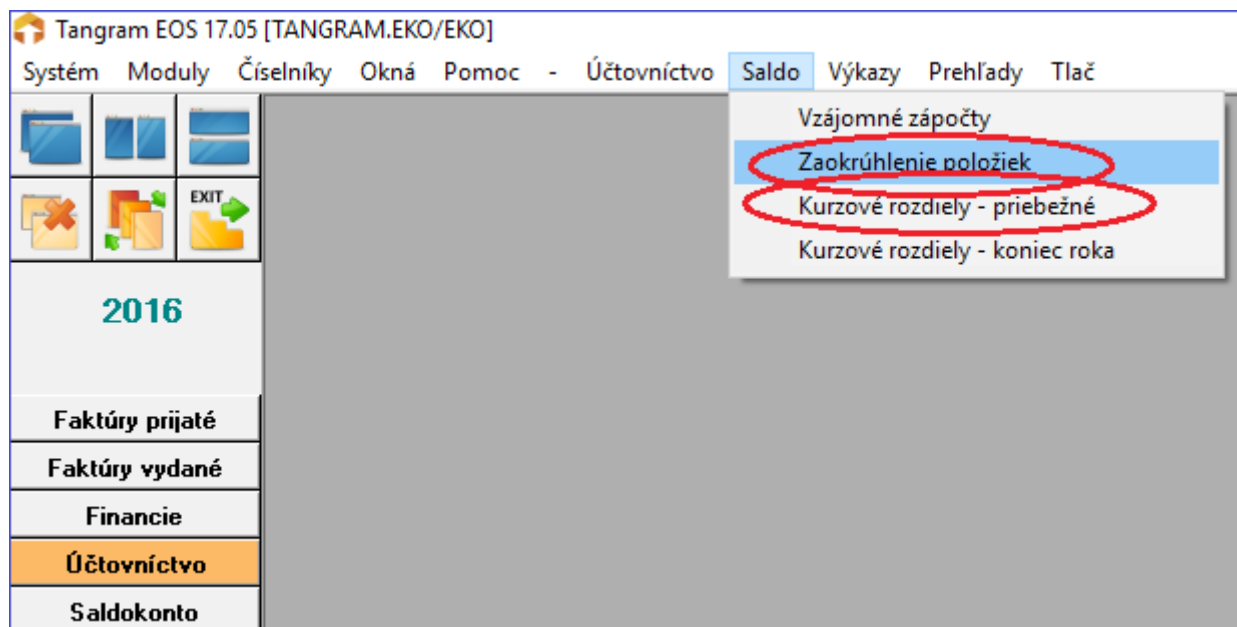 Tangram EOS 17.05 [TANGRAM.EKO/EKO]
Systém Moduly Číselníky Okná Pomoc - Účtovníctvo Saldo Výkazy Prehľady Tlač
Vzájomné zápočty
Zaokrúhlenie položiek
Kurzové rozdiely - priebežné
Kurzové rozdiely - koniec roka
EXIT
2016
Faktúry prijaté
Faktúry vydané
Financie
Účtovníctvo
Saldokonto